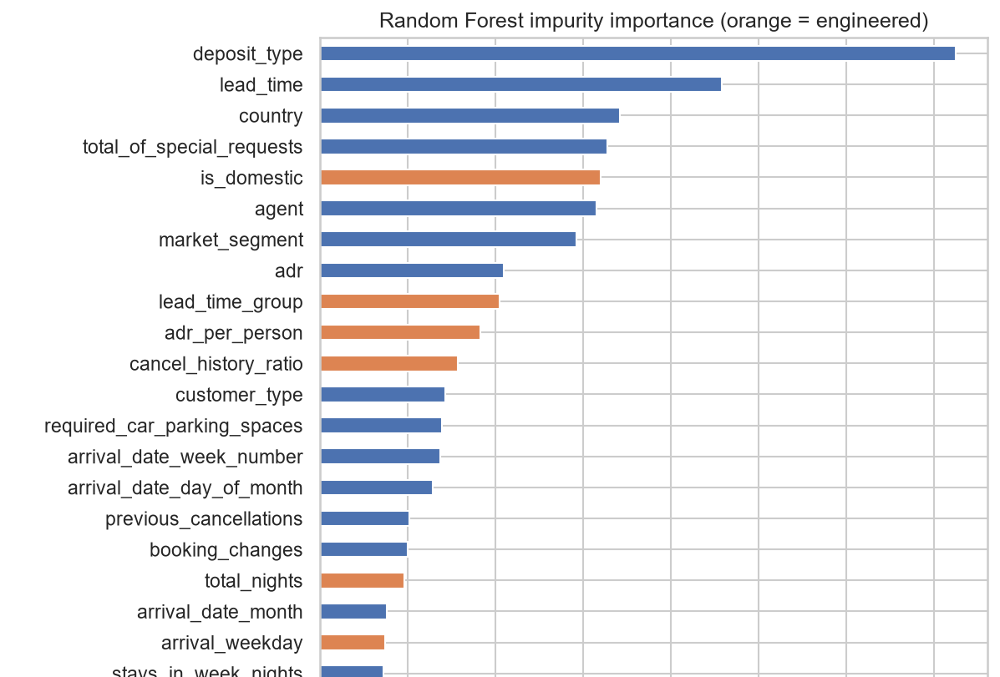 Random Forest impurity importance (orange = engineered)
deposit_type
lead_time
country
total_of_special_requests
is_domestic
agent
market_segment
adr
lead_time_group
adr_per_person
cancel_history_ratio
customer_type
required_car_parking_spaces
arrival_date_week_number
arrival_date_day_of_month
previous_cancellations
booking_changes
total_nights
arrival_date_month
arrival_weekday
stays_in_week_nights